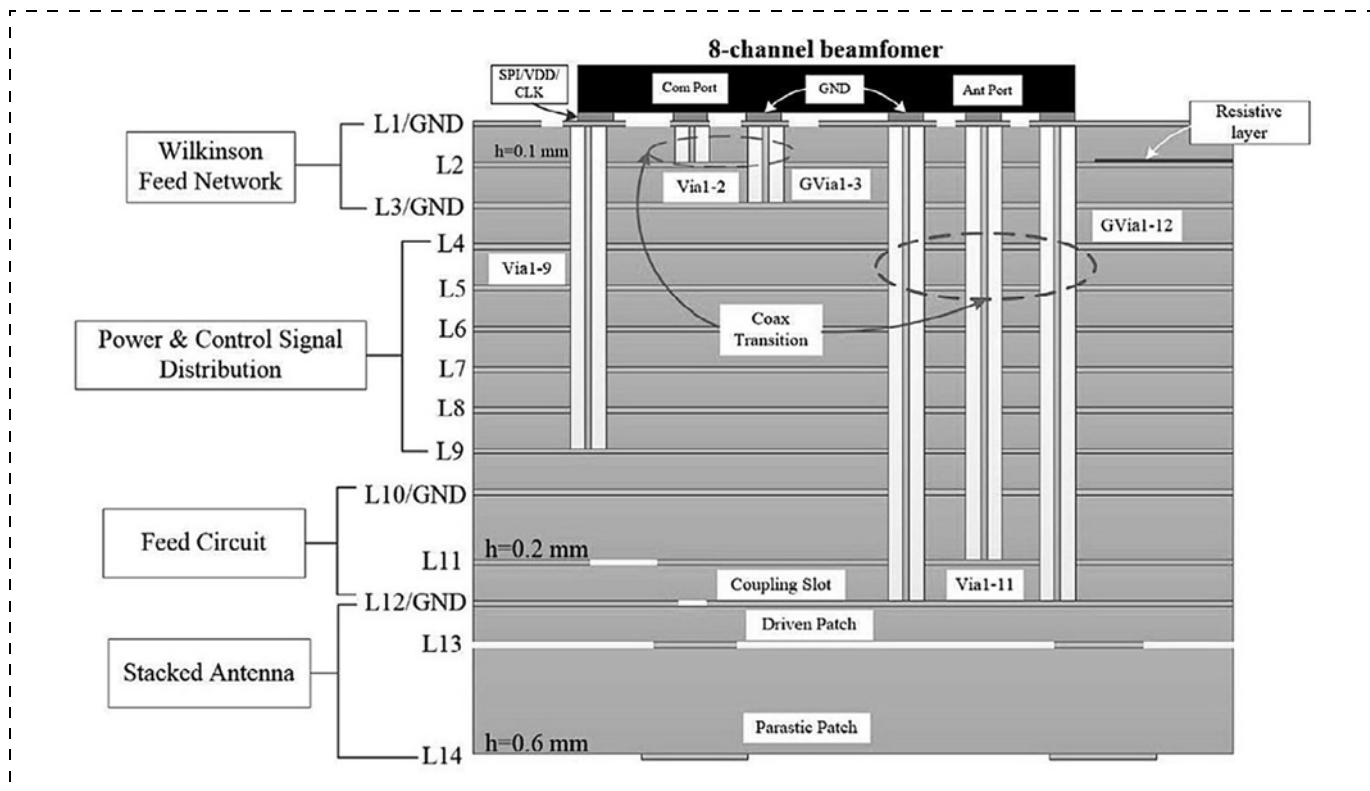 8-channel beamfomer
SPI/VDD/
CLK
Com Port
GND
Ant Port
Resistive
layer
L1/GND
Wilkinson
Feed Network
h=0.1 mm
L2
Via1-2
GVia1-3
L3/GND
GVia1-12
L4
Via1-9
L5
Coax
Transition
L6
Power & Control Signal
Distribution
L7
L8
L9
L10/GND
Feed Circuit
h=0.2 mm
L11
Coupling Slot
Via1-11
L12/GND
Driven Patch
L13
Stacked Antenna
Parastic Patch
h=0.6 mm
L14